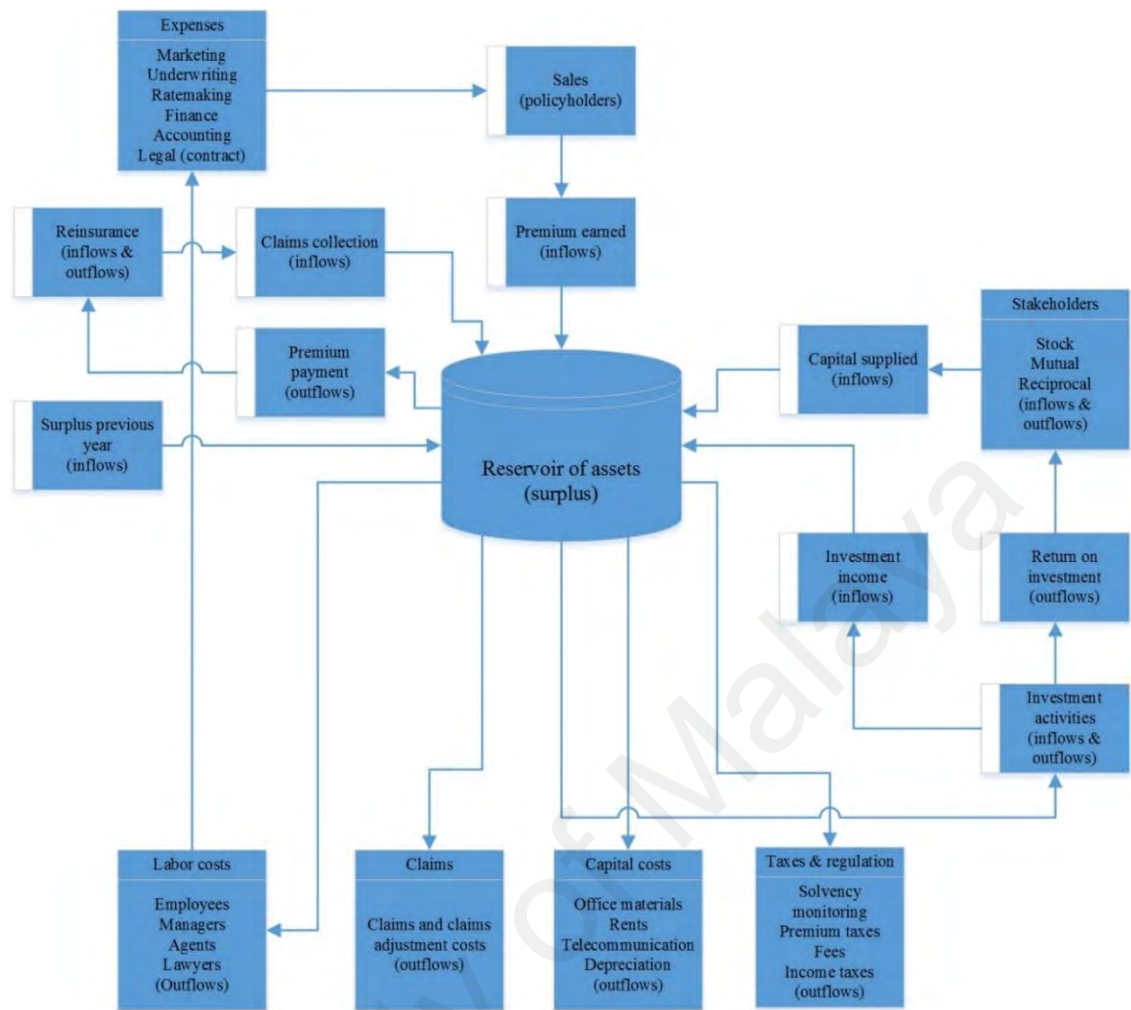 Expenses
Marketing
Underwriting
Ratemaking
Finance
Accounting
Legal (contract)
Sales
(policyholders)
Reinsurance
(inflows &
outflows)
Claims collection
(inflows)
Premium earned
(inflows)
Stakeholders
Stock
Mutual
Reciprocal
(inflows &
outflows)
Premium
payment
(outflows)
Capital supplied
(inflows)
Surplus previous
year
(inflows)
Reservoir of assets
(surplus)
Investment
income
(inflows)
Return on
investment
(outflows)
Investment
activities
(inflows &
outflows)
Labor costs
Employees
Managers
Agents
Lawyers
(Outflows)
Claims
Claims and claims
adjustment costs
(outflows)
Capital costs
Office materials
Rents
Telecommunication
Depreciation
(outflows)
Taxes & regulation
Solvency
monitoring
Premium taxes
Fees
Income taxes
(outflows)
of Malaya